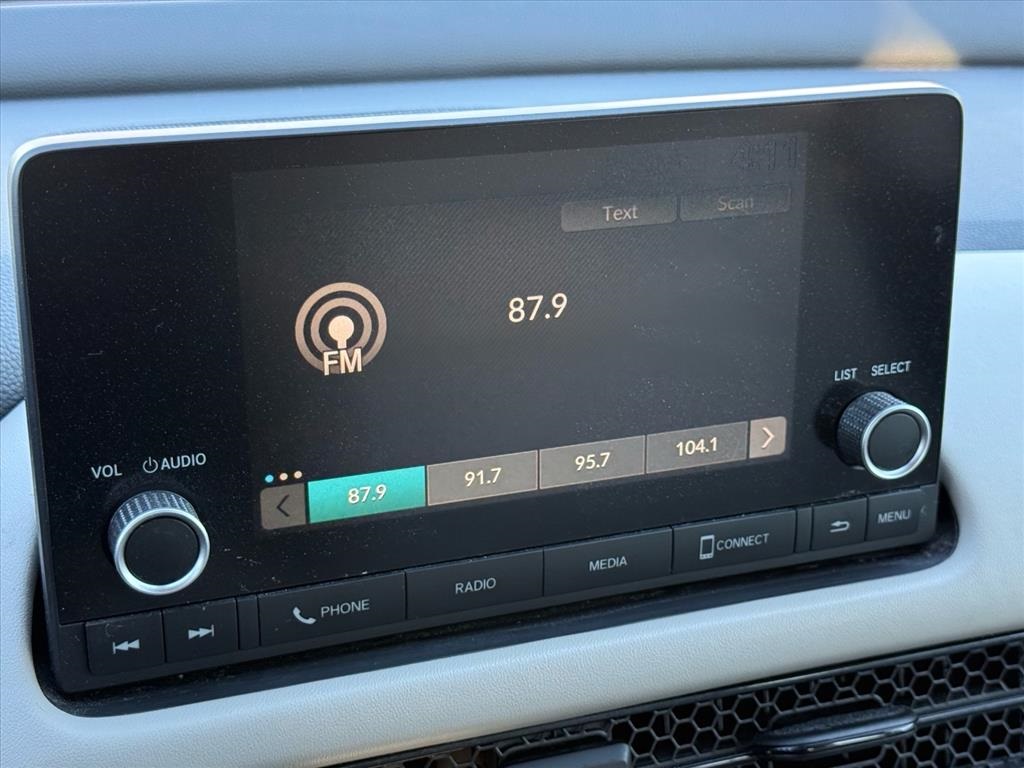 Text Scan
87.9
FM
LIST SELECT
VOL AUDIO
87.9 91.7 95.7 104.1
PHONE RADIO MEDIA CONNECT MENU